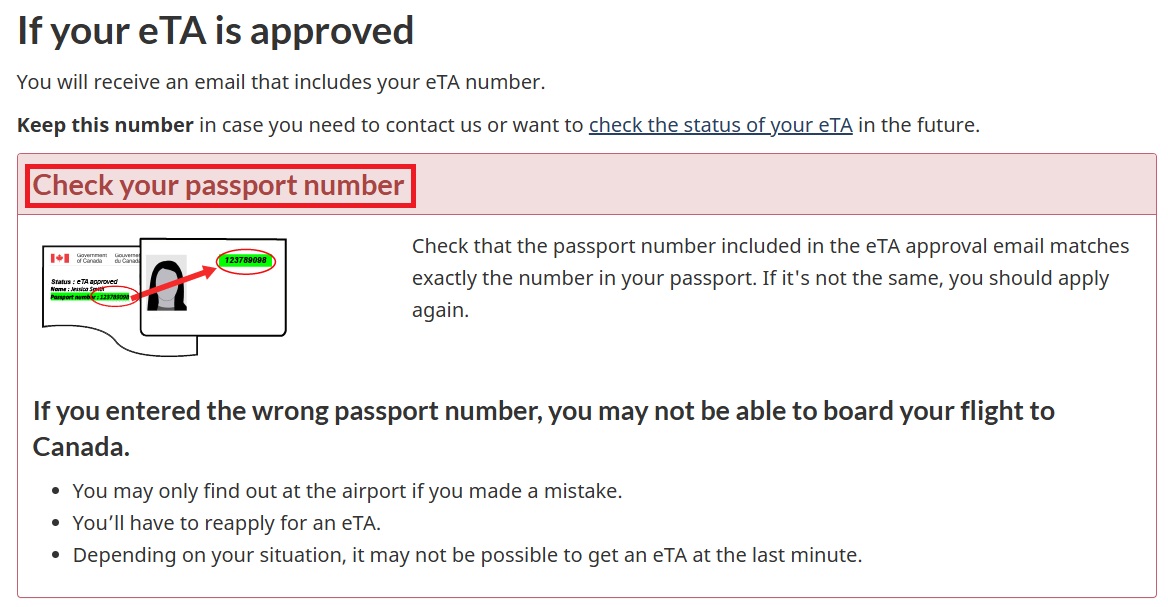 If your eTA is approved
You will receive an email that includes your eTA number.
Keep this number in case you need to contact us or want to check the status of your eTA in the future.
Check your passport number
Government of Canada
Gouvernem du Canada
Status : eTA approved
Name : Jessica Smith
Passport number : 123789098
123789098
Check that the passport number included in the eTA approval email matches
exactly the number in your passport. If it's not the same, you should apply
again.
If you entered the wrong passport number, you may not be able to board your flight to
Canada.
• You may only find out at the airport if you made a mistake.
• You’ll have to reapply for an eTA.
• Depending on your situation, it may not be possible to get an eTA at the last minute.